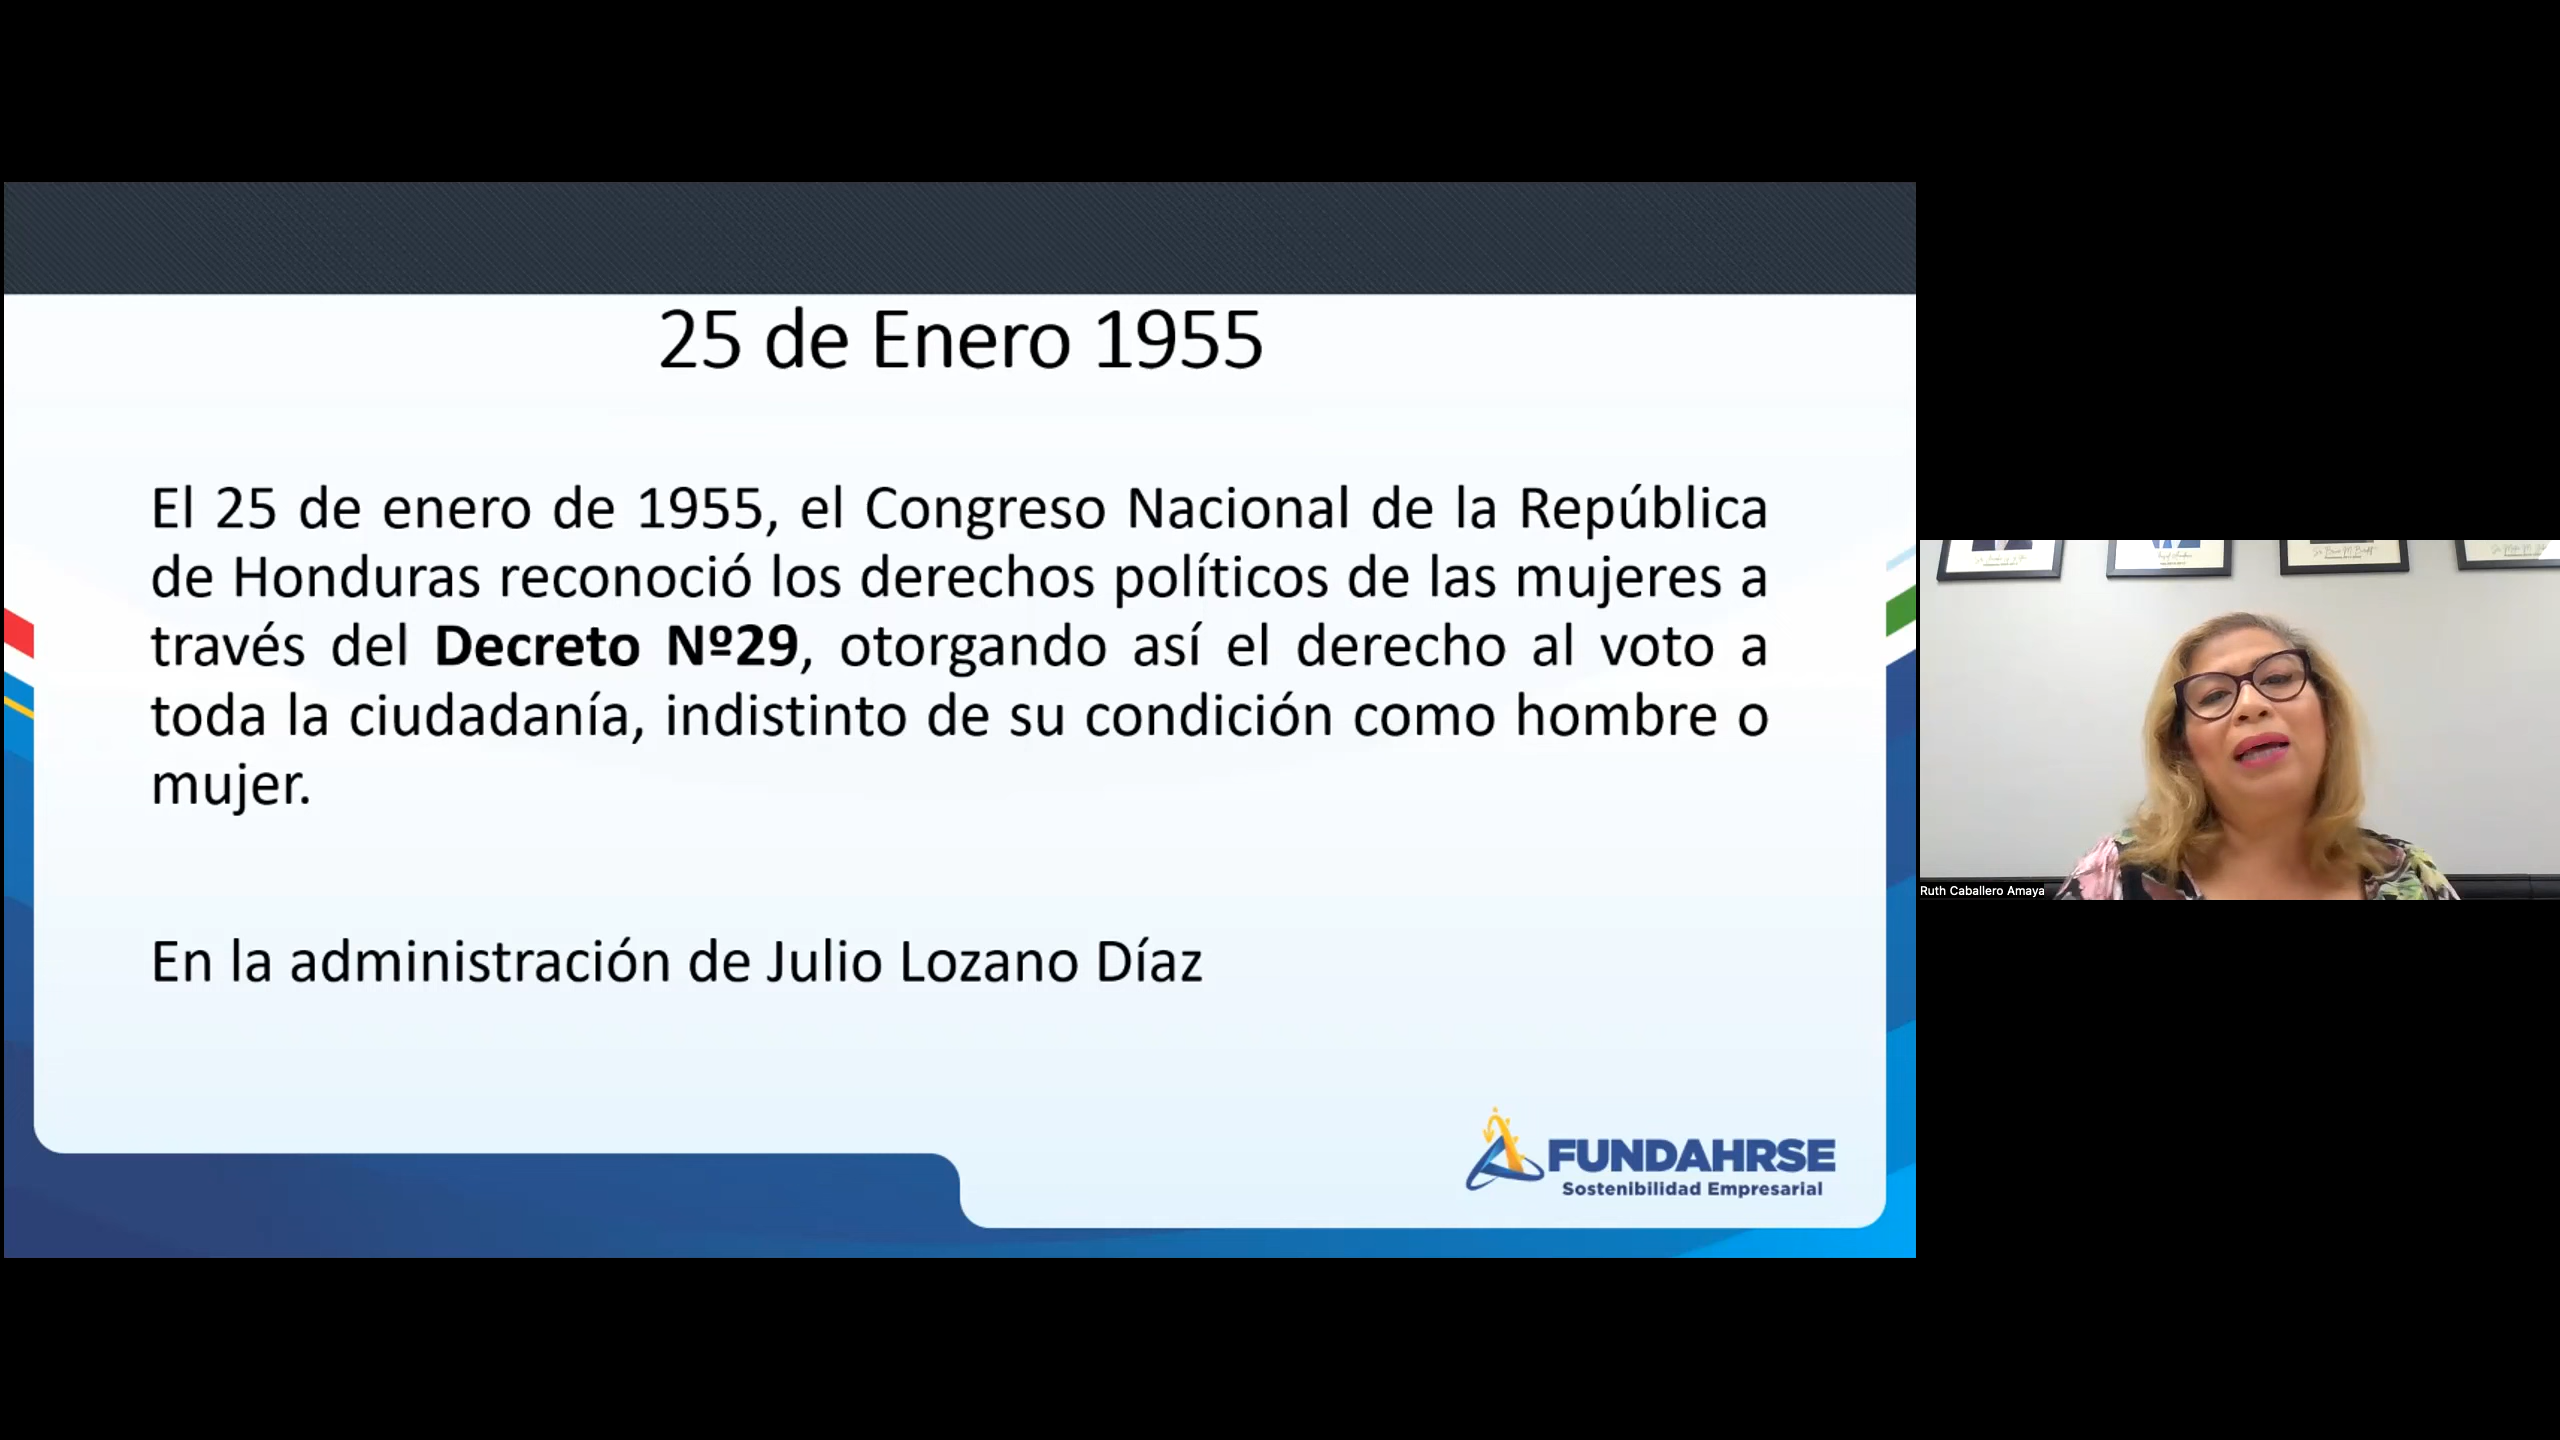 25 de Enero 1955
El 25 de enero de 1955, el Congreso Nacional de la República
de Honduras reconoció los derechos políticos de las mujeres a
través del Decreto Nº29, otorgando así el derecho al voto a
toda la ciudadanía, indistinto de su condición como hombre o
mujer.
En la administración de Julio Lozano Díaz
FUNDAHRSE
Sostenibilidad Empresarial
Ruth Caballero Amaya